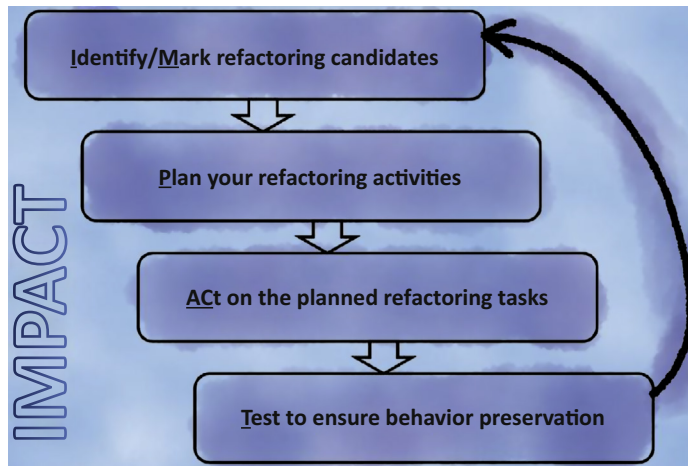 Identify/Mark refactoring candidates
Plan your refactoring activities
ACt on the planned refactoring tasks
Test to ensure behavior preservation
IMPACT